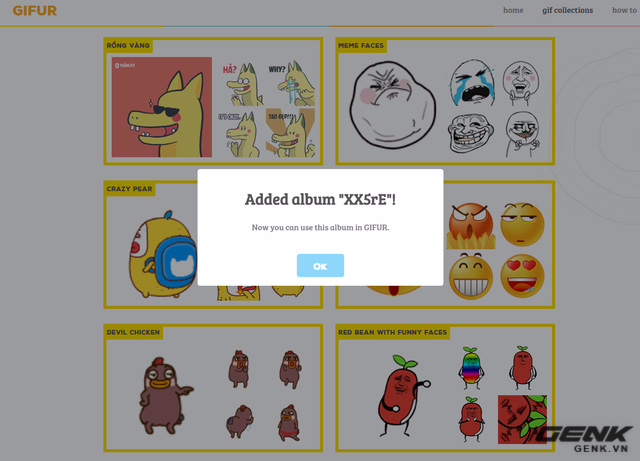 GIFUR
home
gif collections
how to
RỒNG VÀNG
MEME FACES
HẢ?
WHY?
CRAZY PEAR
Added album "XX5rE"!
Now you can use this album in GIFUR.
OK
DEVIL CHICKEN
RED BEAN WITH FUNNY FACES
GENK
GENK.VN